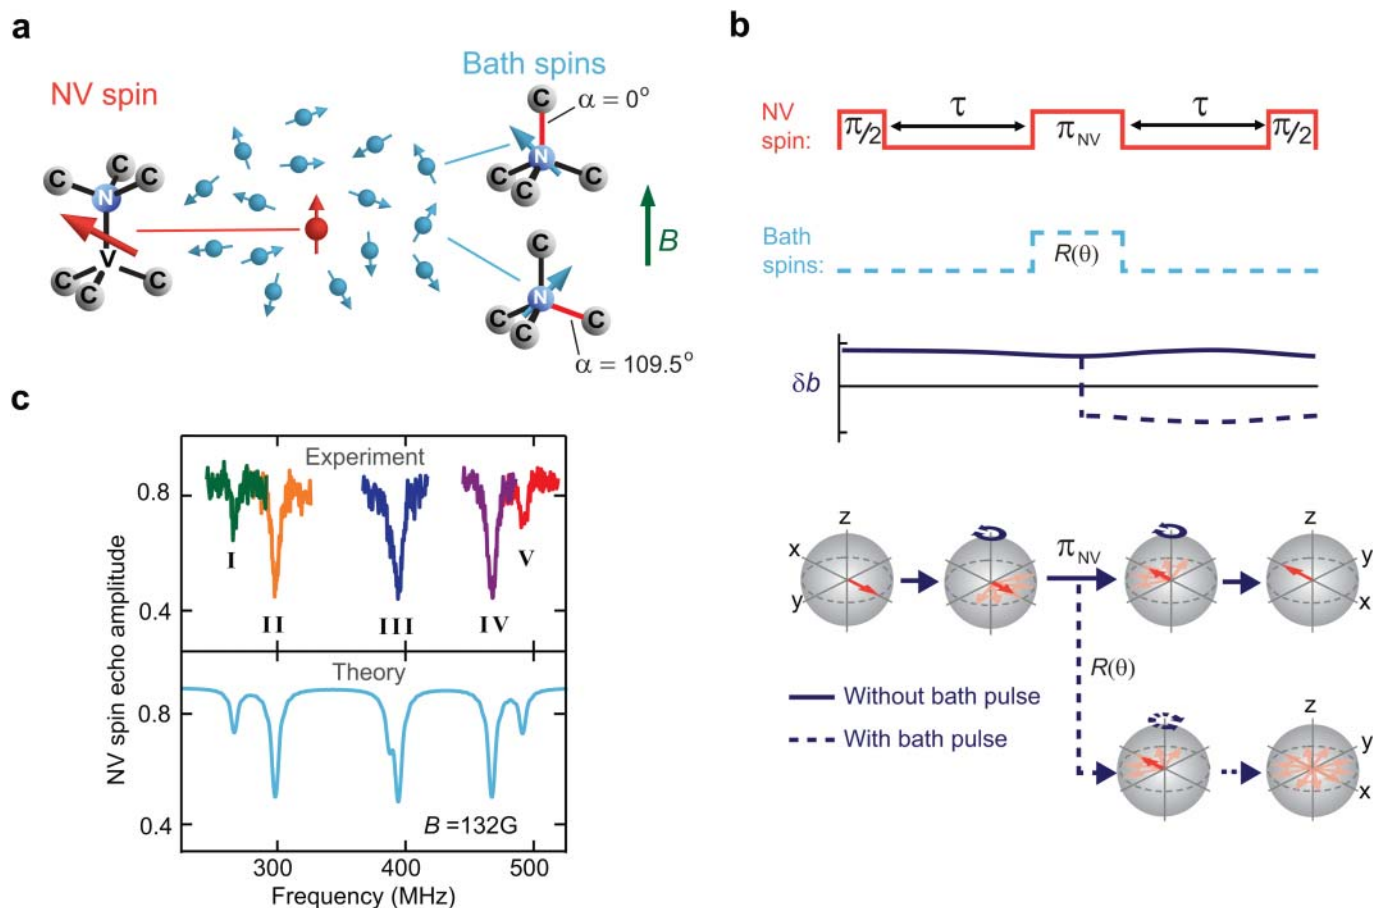 a
NV spin
Bath spins
C
α = 0°
C
C
C
N
N
C
C
C
B
V
C
C
C
C
N
C
C
C
α = 109.5°
b
NV spin:
π/2
τ
π_NV
τ
π/2
Bath spins:
R(θ)
δb
z
x
y
π_NV
z
y
x
R(θ)
Without bath pulse
With bath pulse
z
y
x
c
NV spin echo amplitude
Experiment
0.8
0.4
I
II
III
IV
V
Theory
0.8
0.4
B =132G
300
400
500
Frequency (MHz)